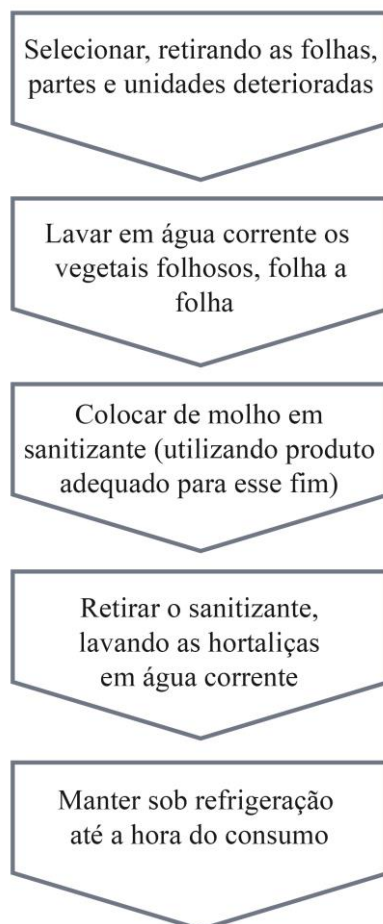 Selecionar, retirando as folhas,
partes e unidades deterioradas
Lavar em água corrente os
vegetais folhosos, folha a
folha
Colocar de molho em
sanitizante (utilizando produto
adequado para esse fim)
Retirar o sanitizante,
lavando as hortaliças
em água corrente
Manter sob refrigeração
até a hora do consumo